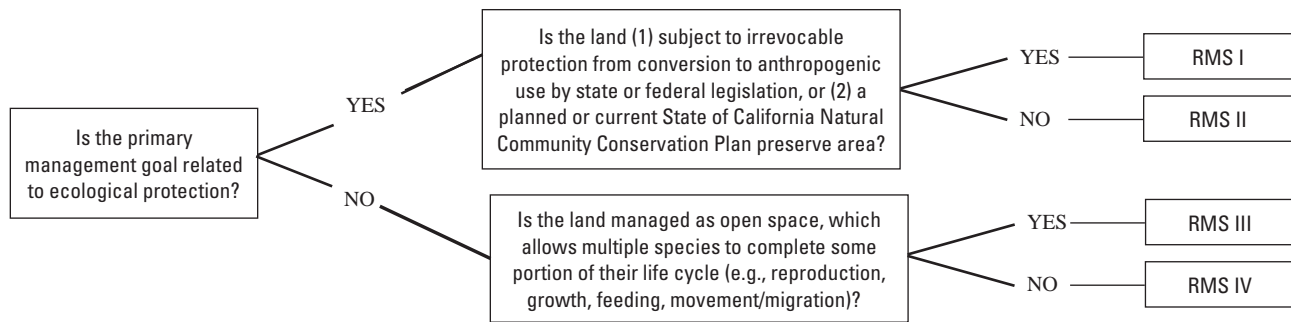 Is the primary
management goal related
to ecological protection?
YES
NO
Is the land (1) subject to irrevocable
protection from conversion to anthropogenic
use by state or federal legislation, or (2) a
planned or current State of California Natural
Community Conservation Plan preserve area?
YES
RMS I
NO
RMS II
Is the land managed as open space, which
allows multiple species to complete some
portion of their life cycle (e.g., reproduction,
growth, feeding, movement/migration)?
YES
RMS III
NO
RMS IV